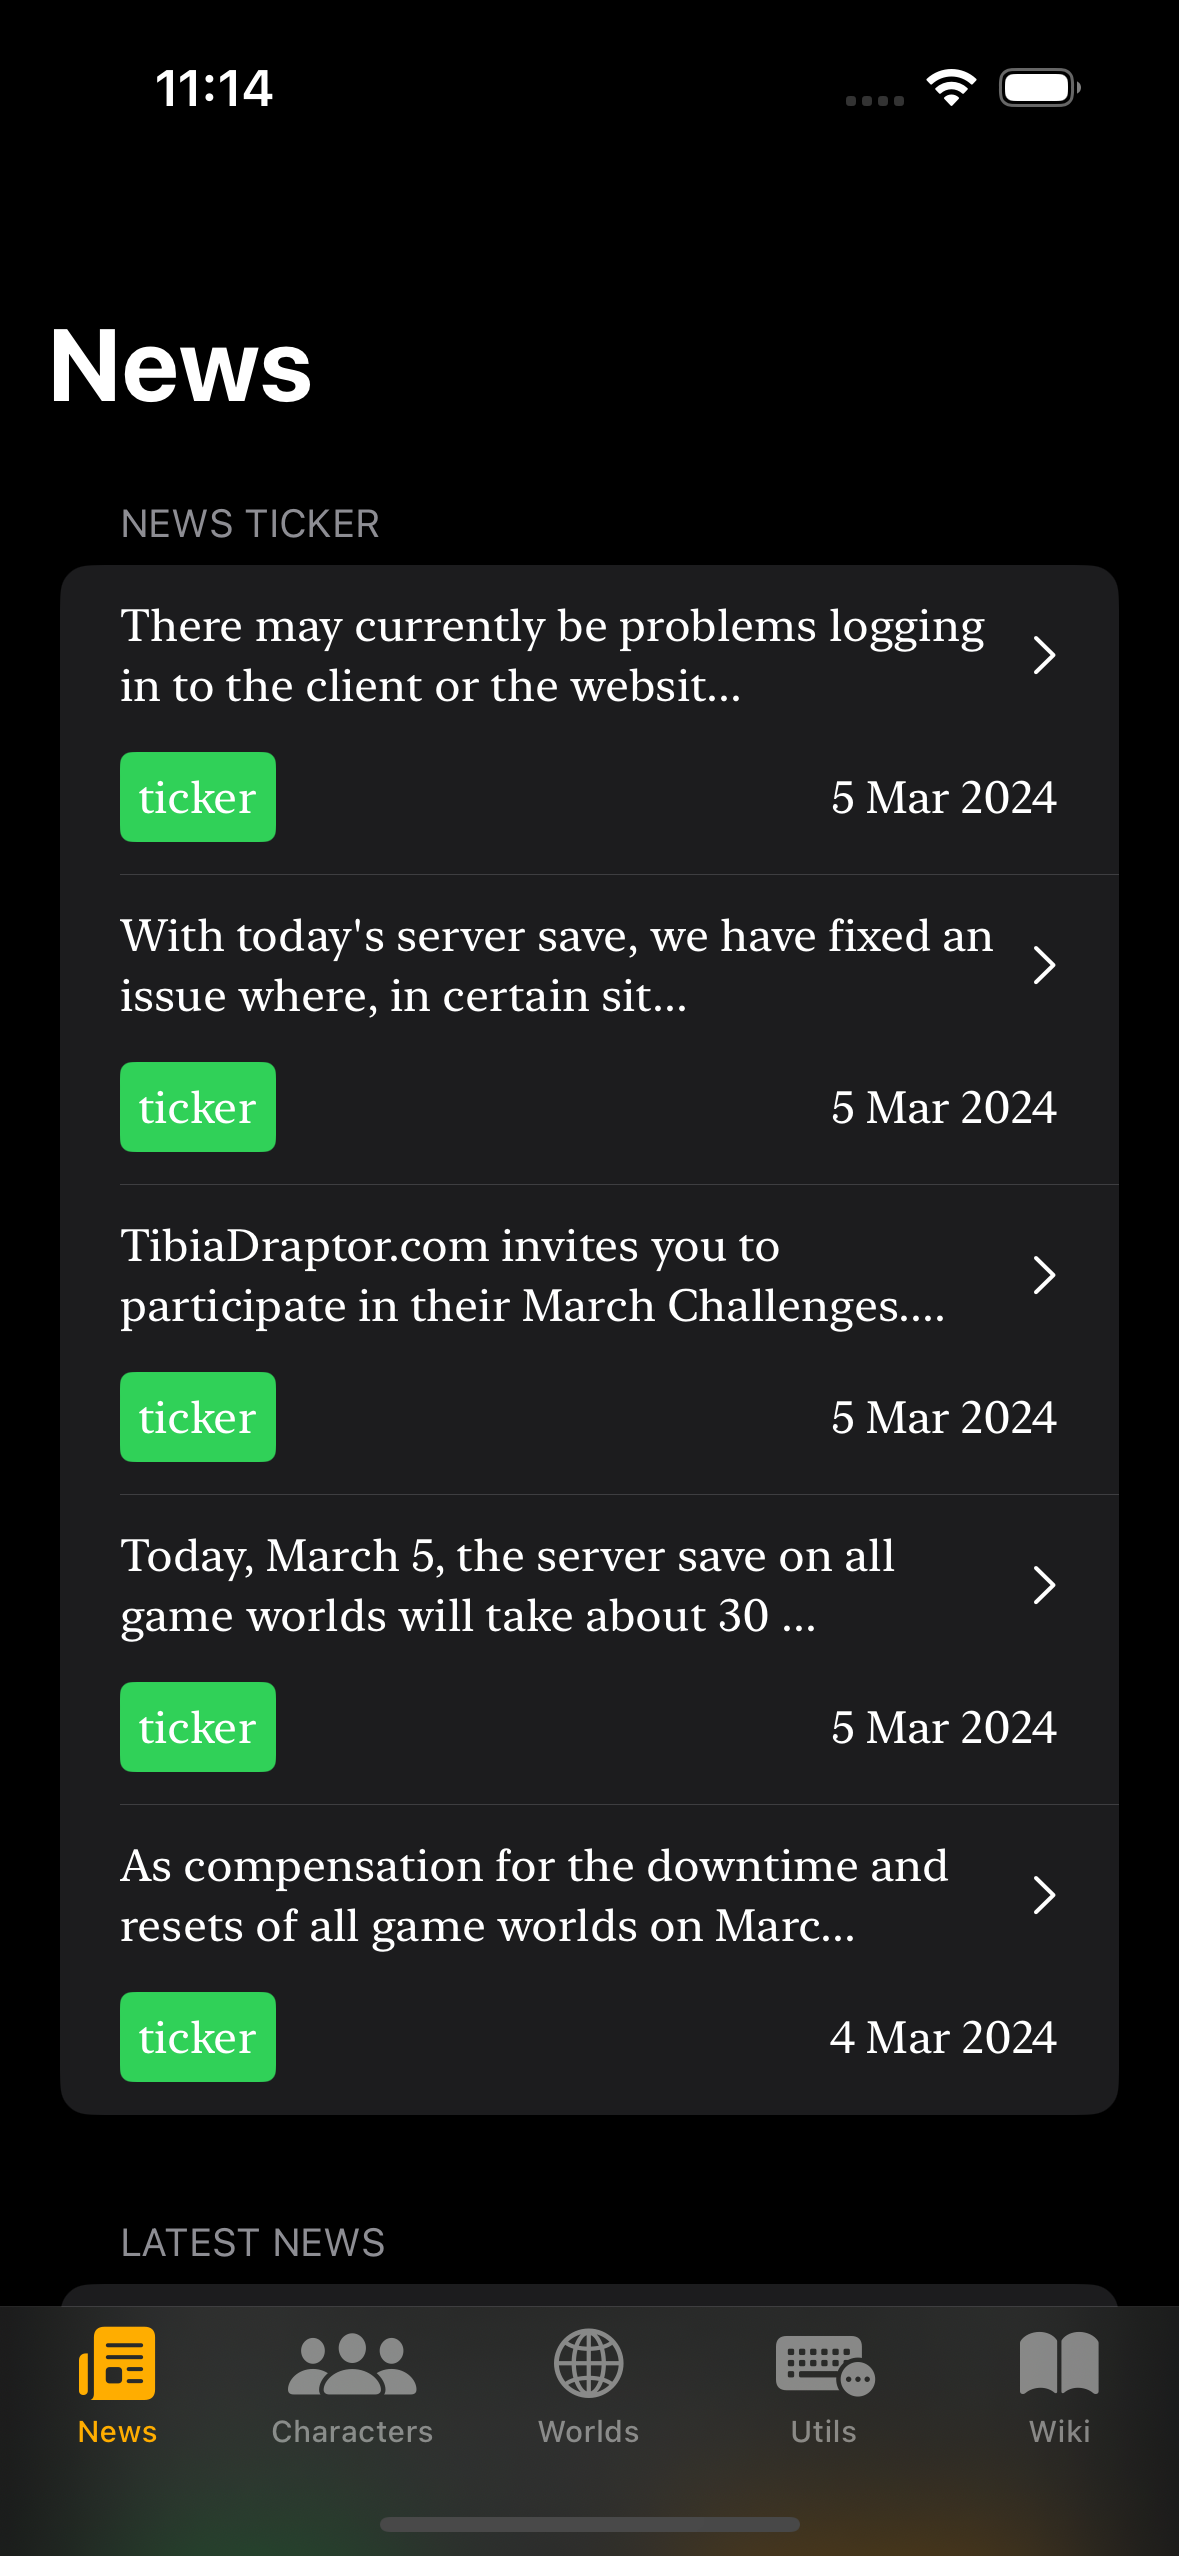 11:14
News
NEWS TICKER
There may currently be problems logging
in to the client or the websit...
ticker
5 Mar 2024
With today's server save, we have fixed an
issue where, in certain sit...
ticker
5 Mar 2024
TibiaDraptor.com invites you to
participate in their March Challenges....
ticker
5 Mar 2024
Today, March 5, the server save on all
game worlds will take about 30 ...
ticker
5 Mar 2024
As compensation for the downtime and
resets of all game worlds on Marc...
ticker
4 Mar 2024
LATEST NEWS
News
Characters
Worlds
Utils
Wiki